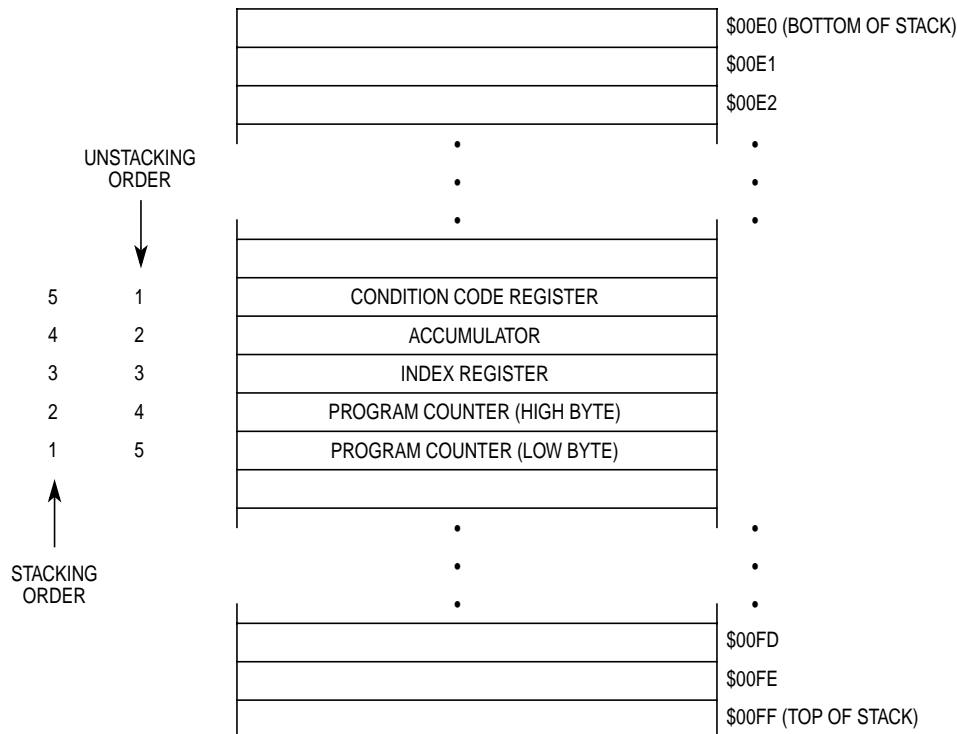 $00E0 (BOTTOM OF STACK)
$00E1
$00E2
UNSTACKING
ORDER
5 1 CONDITION CODE REGISTER
4 2 ACCUMULATOR
3 3 INDEX REGISTER
2 4 PROGRAM COUNTER (HIGH BYTE)
1 5 PROGRAM COUNTER (LOW BYTE)
STACKING
ORDER
$00FD
$00FE
$00FF (TOP OF STACK)